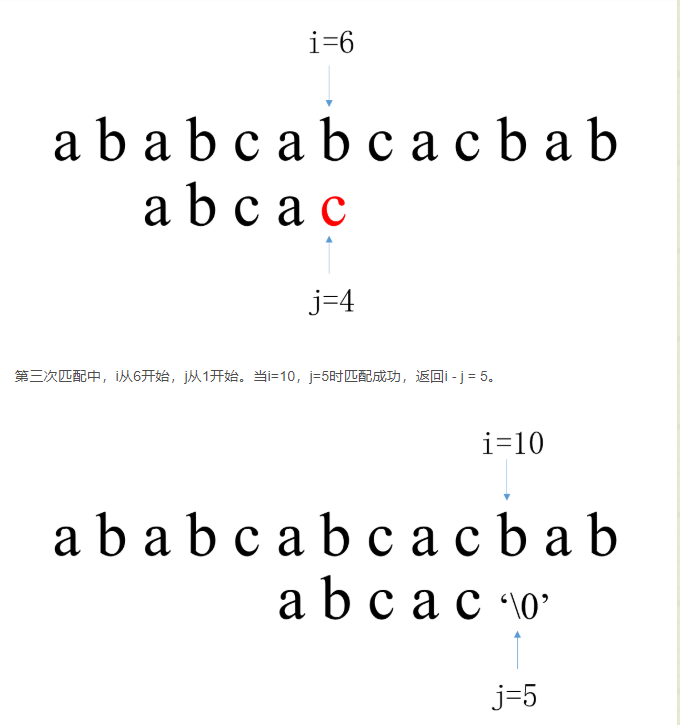 i=6
a b a b c a b c a c b a b
a b c a c
j=4
第三次匹配中，i从6开始，j从1开始。当i=10，j=5时匹配成功，返回i - j = 5。
i=10
a b a b c a b c a c b a b
a b c a c ‘\0’
j=5